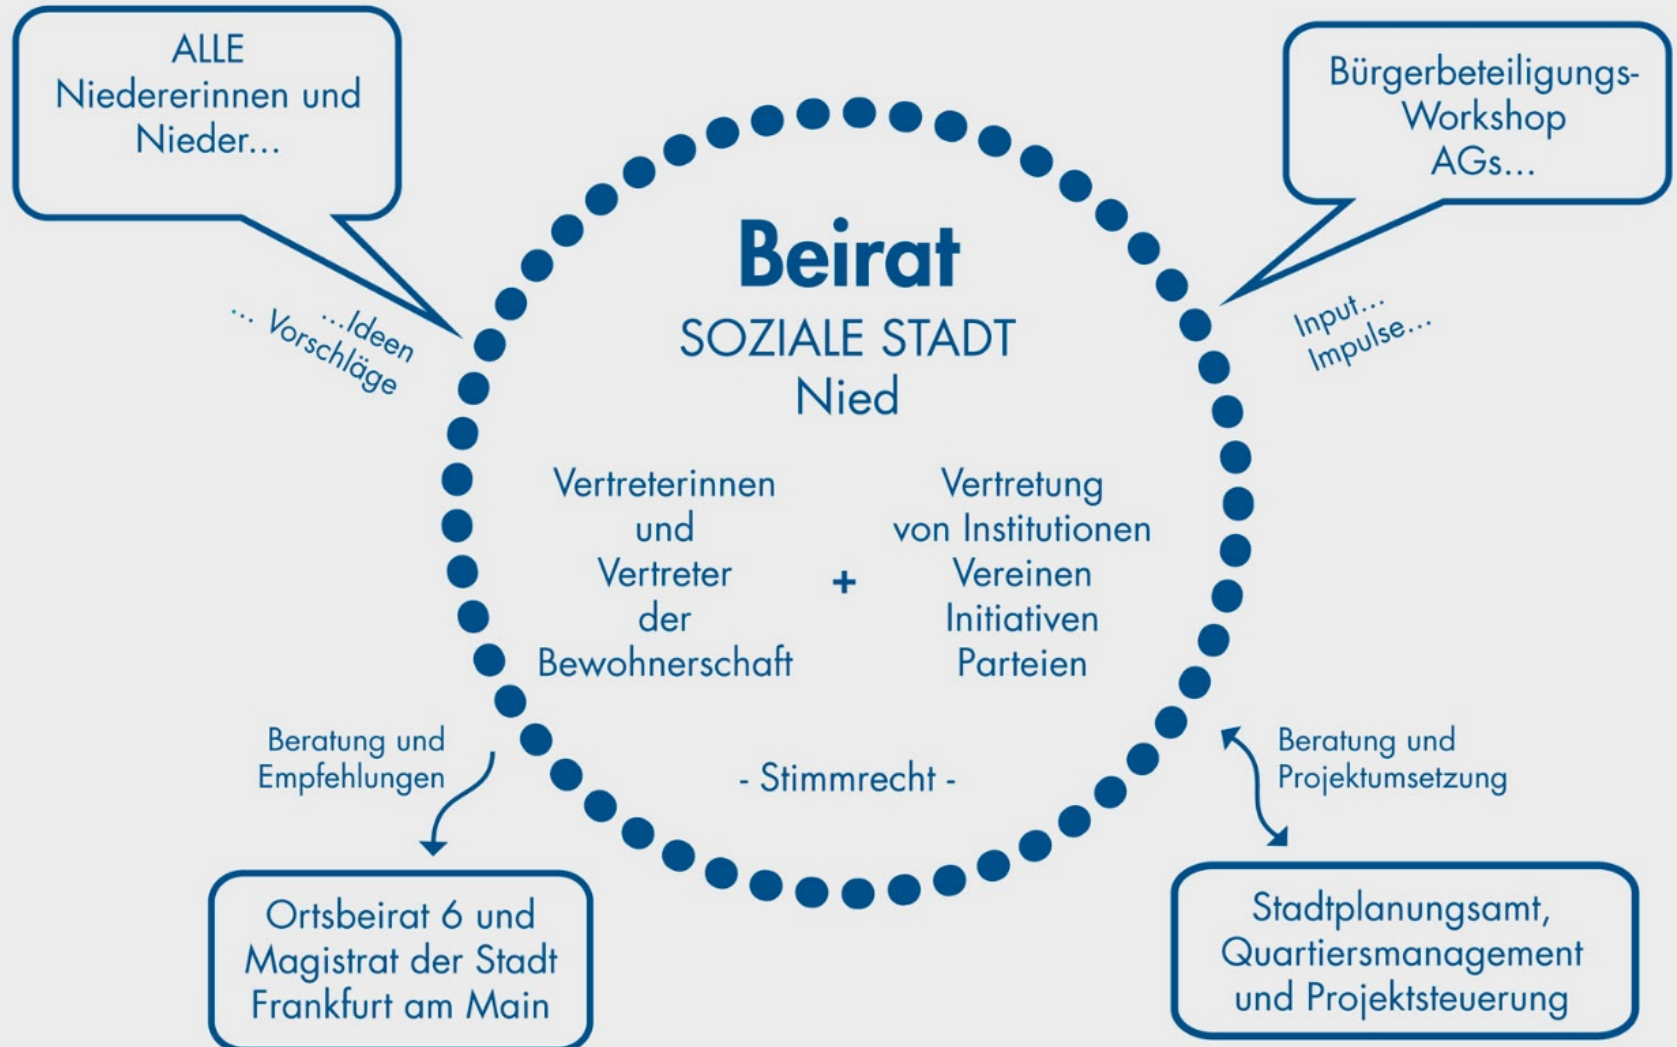 ALLE
Niedererinnen und
Nieder...
Bürgerbeteiligungs-
Workshop
AGs...
...Ideen
... Vorschläge
Input...
Impulse...
Beirat
SOZIALE STADT
Nied
Vertreterinnen
und
Vertreter
der
Bewohnerschaft
+
Vertretung
von Institutionen
Vereinen
Initiativen
Parteien
- Stimmrecht -
Beratung und
Empfehlungen
Beratung und
Projektumsetzung
Ortsbeirat 6 und
Magistrat der Stadt
Frankfurt am Main
Stadtplanungsamt,
Quartiersmanagement
und Projektsteuerung